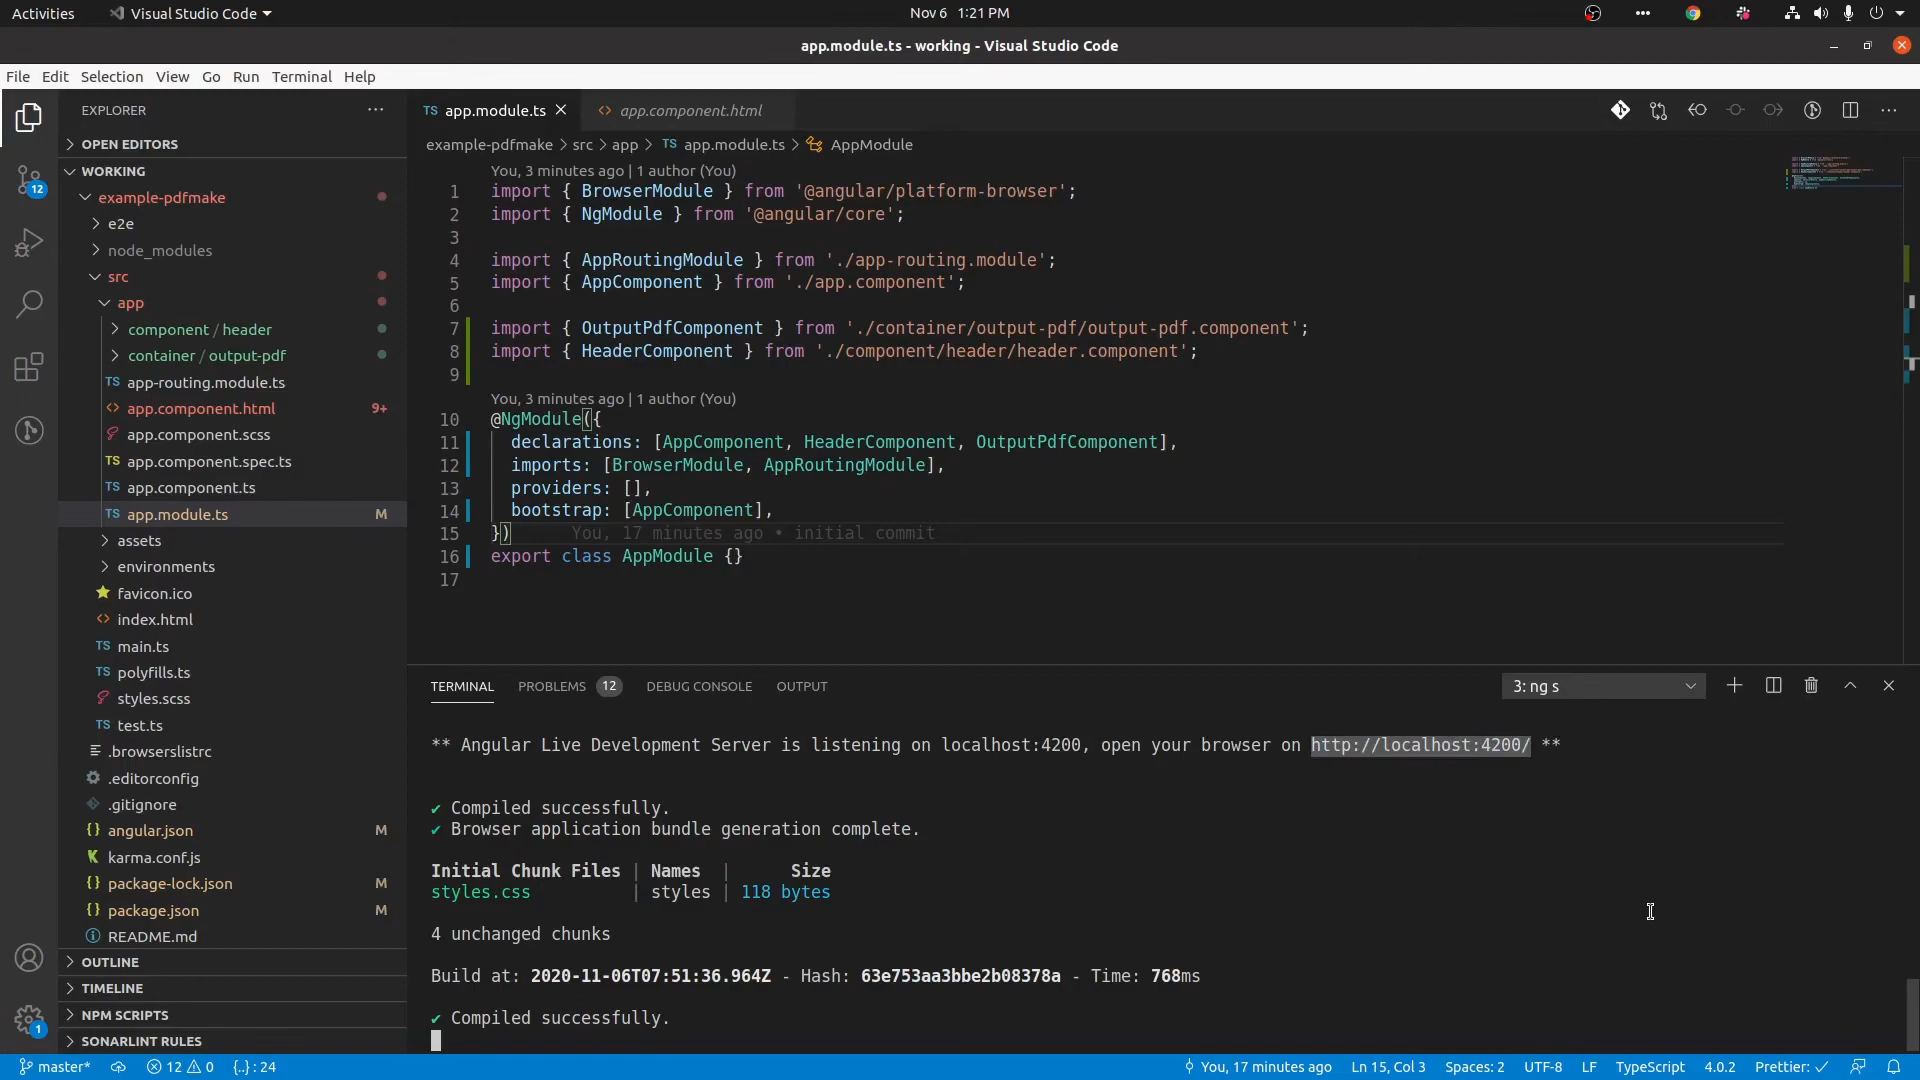 Activities
Visual Studio Code
Nov 6 1:21 PM
app.module.ts - working - Visual Studio Code
File Edit Selection View Go Run Terminal Help
EXPLORER
OPEN EDITORS
WORKING
example-pdfmake
e2e
node_modules
src
app
component / header
container / output-pdf
TS app-routing.module.ts
<> app.component.html 9+
app.component.scss
TS app.component.spec.ts
TS app.component.ts
TS app.module.ts M
assets
environments
favicon.ico
<> index.html
TS main.ts
TS polyfills.ts
styles.scss
TS test.ts
.browserslistrc
.editorconfig
.gitignore
{} angular.json M
karma.conf.js
{} package-lock.json M
{} package.json M
README.md
OUTLINE
TIMELINE
NPM SCRIPTS
SONARLINT RULES
12
1
TS app.module.ts
<> app.component.html
example-pdfmake > src > app > TS app.module.ts > AppModule
You, 3 minutes ago | 1 author (You)
1 import { BrowserModule } from '@angular/platform-browser';
2 import { NgModule } from '@angular/core';
3
4 import { AppRoutingModule } from './app-routing.module';
5 import { AppComponent } from './app.component';
6
7 import { OutputPdfComponent } from './container/output-pdf/output-pdf.component';
8 import { HeaderComponent } from './component/header/header.component';
9
You, 3 minutes ago | 1 author (You)
10 @NgModule({
11 declarations: [AppComponent, HeaderComponent, OutputPdfComponent],
12 imports: [BrowserModule, AppRoutingModule],
13 providers: [],
14 bootstrap: [AppComponent],
15 }) You, 17 minutes ago • initial commit
16 export class AppModule {}
17
TERMINAL PROBLEMS 12 DEBUG CONSOLE OUTPUT
3: ng s
** Angular Live Development Server is listening on localhost:4200, open your browser on http://localhost:4200/ **
✔ Compiled successfully.
✔ Browser application bundle generation complete.
Initial Chunk Files | Names | Size
styles.css | styles | 118 bytes
4 unchanged chunks
Build at: 2020-11-06T07:51:36.964Z - Hash: 63e753aa3bbe2b08378a - Time: 768ms
✔ Compiled successfully.
master* 12 0 {..} : 24
You, 17 minutes ago Ln 15, Col 3 Spaces: 2 UTF-8 LF TypeScript 4.0.2 Prettier: ✓